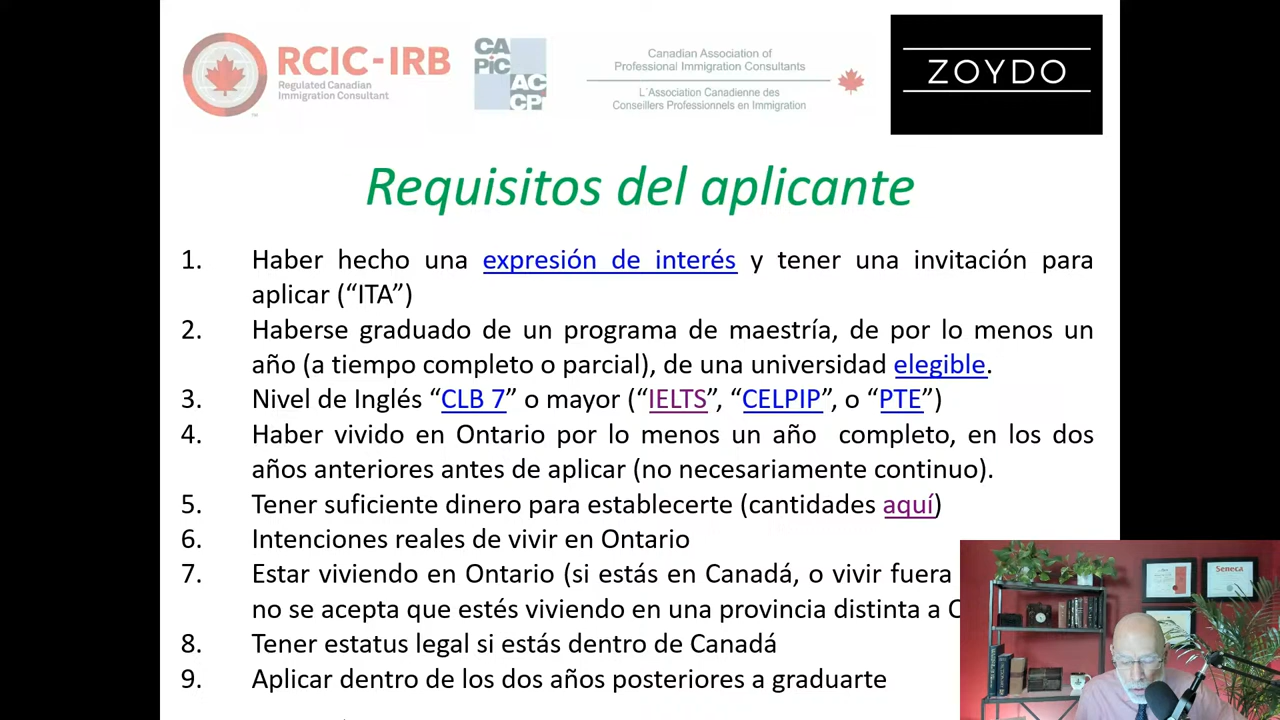 RCIC-IRB
Regulated Canadian
Immigration Consultant
CA
PiC
AC
CP
Canadian Association of
Professional Immigration Consultants
L´Association Canadienne des
Conseillers Professionnels en Immigration
ZOYDO
Requisitos del aplicante
1. Haber hecho una expresión de interés y tener una invitación para
aplicar (“ITA”)
2. Haberse graduado de un programa de maestría, de por lo menos un
año (a tiempo completo o parcial), de una universidad elegible.
3. Nivel de Inglés “CLB 7” o mayor (“IELTS”, “CELPIP”, o “PTE”)
4. Haber vivido en Ontario por lo menos un año completo, en los dos
años anteriores antes de aplicar (no necesariamente continuo).
5. Tener suficiente dinero para establecerte (cantidades aquí)
6. Intenciones reales de vivir en Ontario
7. Estar viviendo en Ontario (si estás en Canadá, o vivir fuera
no se acepta que estés viviendo en una provincia distinta a
8. Tener estatus legal si estás dentro de Canadá
9. Aplicar dentro de los dos años posteriores a graduarte
Seneca